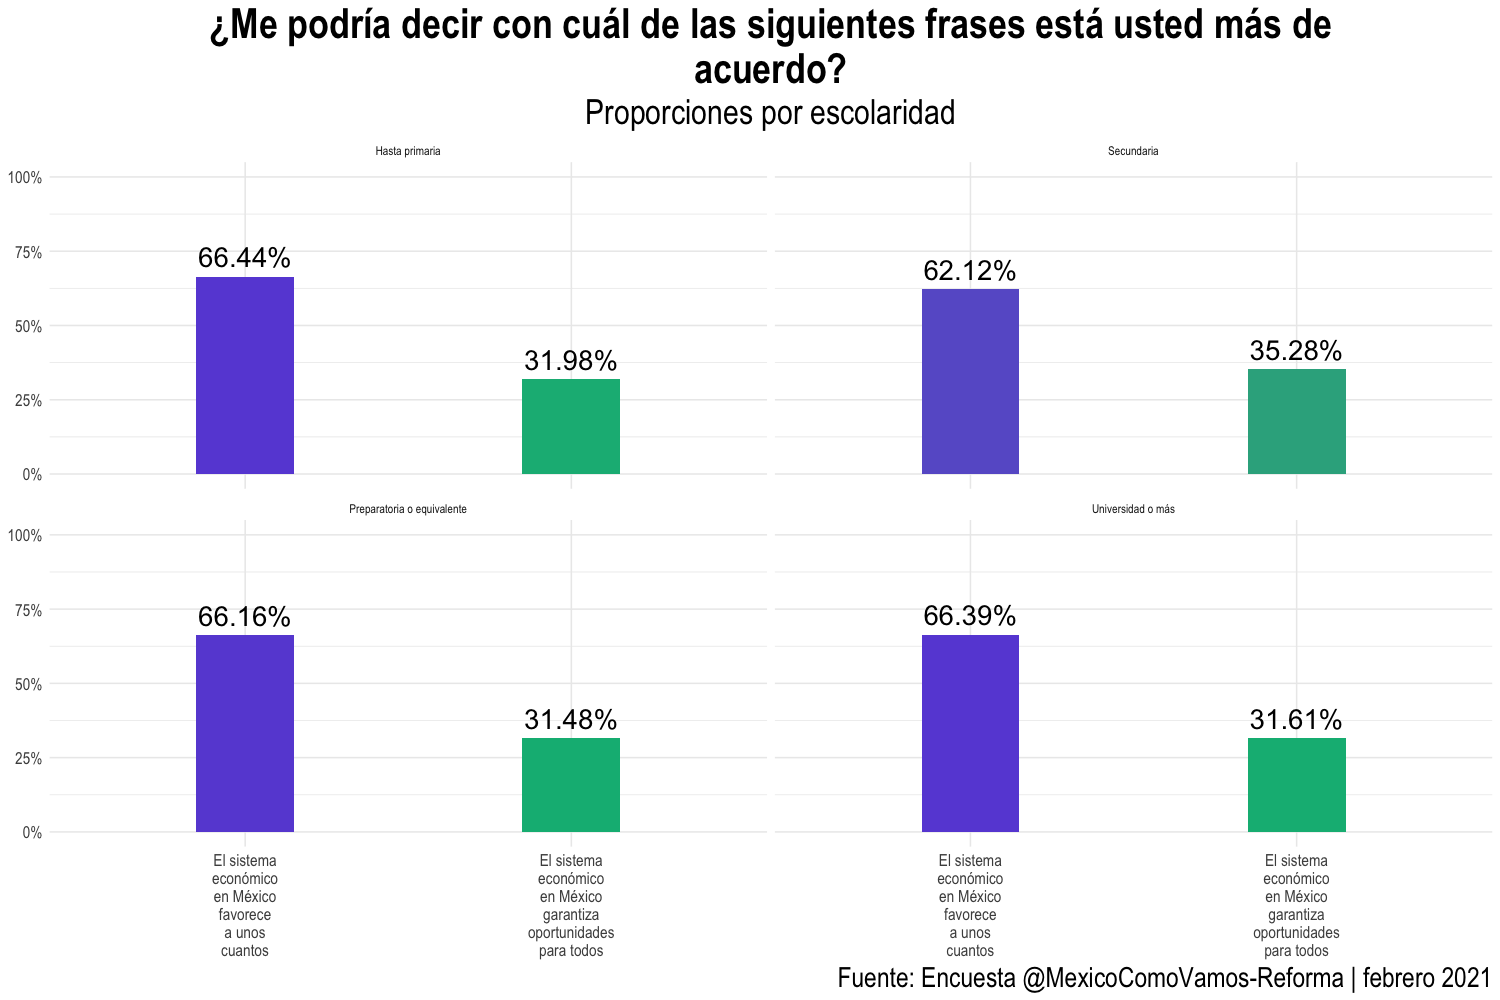 ¿Me podría decir con cuál de las siguientes frases está usted más de
acuerdo?
Proporciones por escolaridad
Hasta primaria
Secundaria
100%
75%
50%
25%
0%
66.44%
31.98%
62.12%
35.28%
Preparatoria o equivalente
Universidad o más
100%
75%
50%
25%
0%
66.16%
31.48%
66.39%
31.61%
El sistema
económico
en México
favorece
a unos
cuantos
El sistema
económico
en México
garantiza
oportunidades
para todos
El sistema
económico
en México
favorece
a unos
cuantos
El sistema
económico
en México
garantiza
oportunidades
para todos
Fuente: Encuesta @MexicoComoVamos-Reforma | febrero 2021